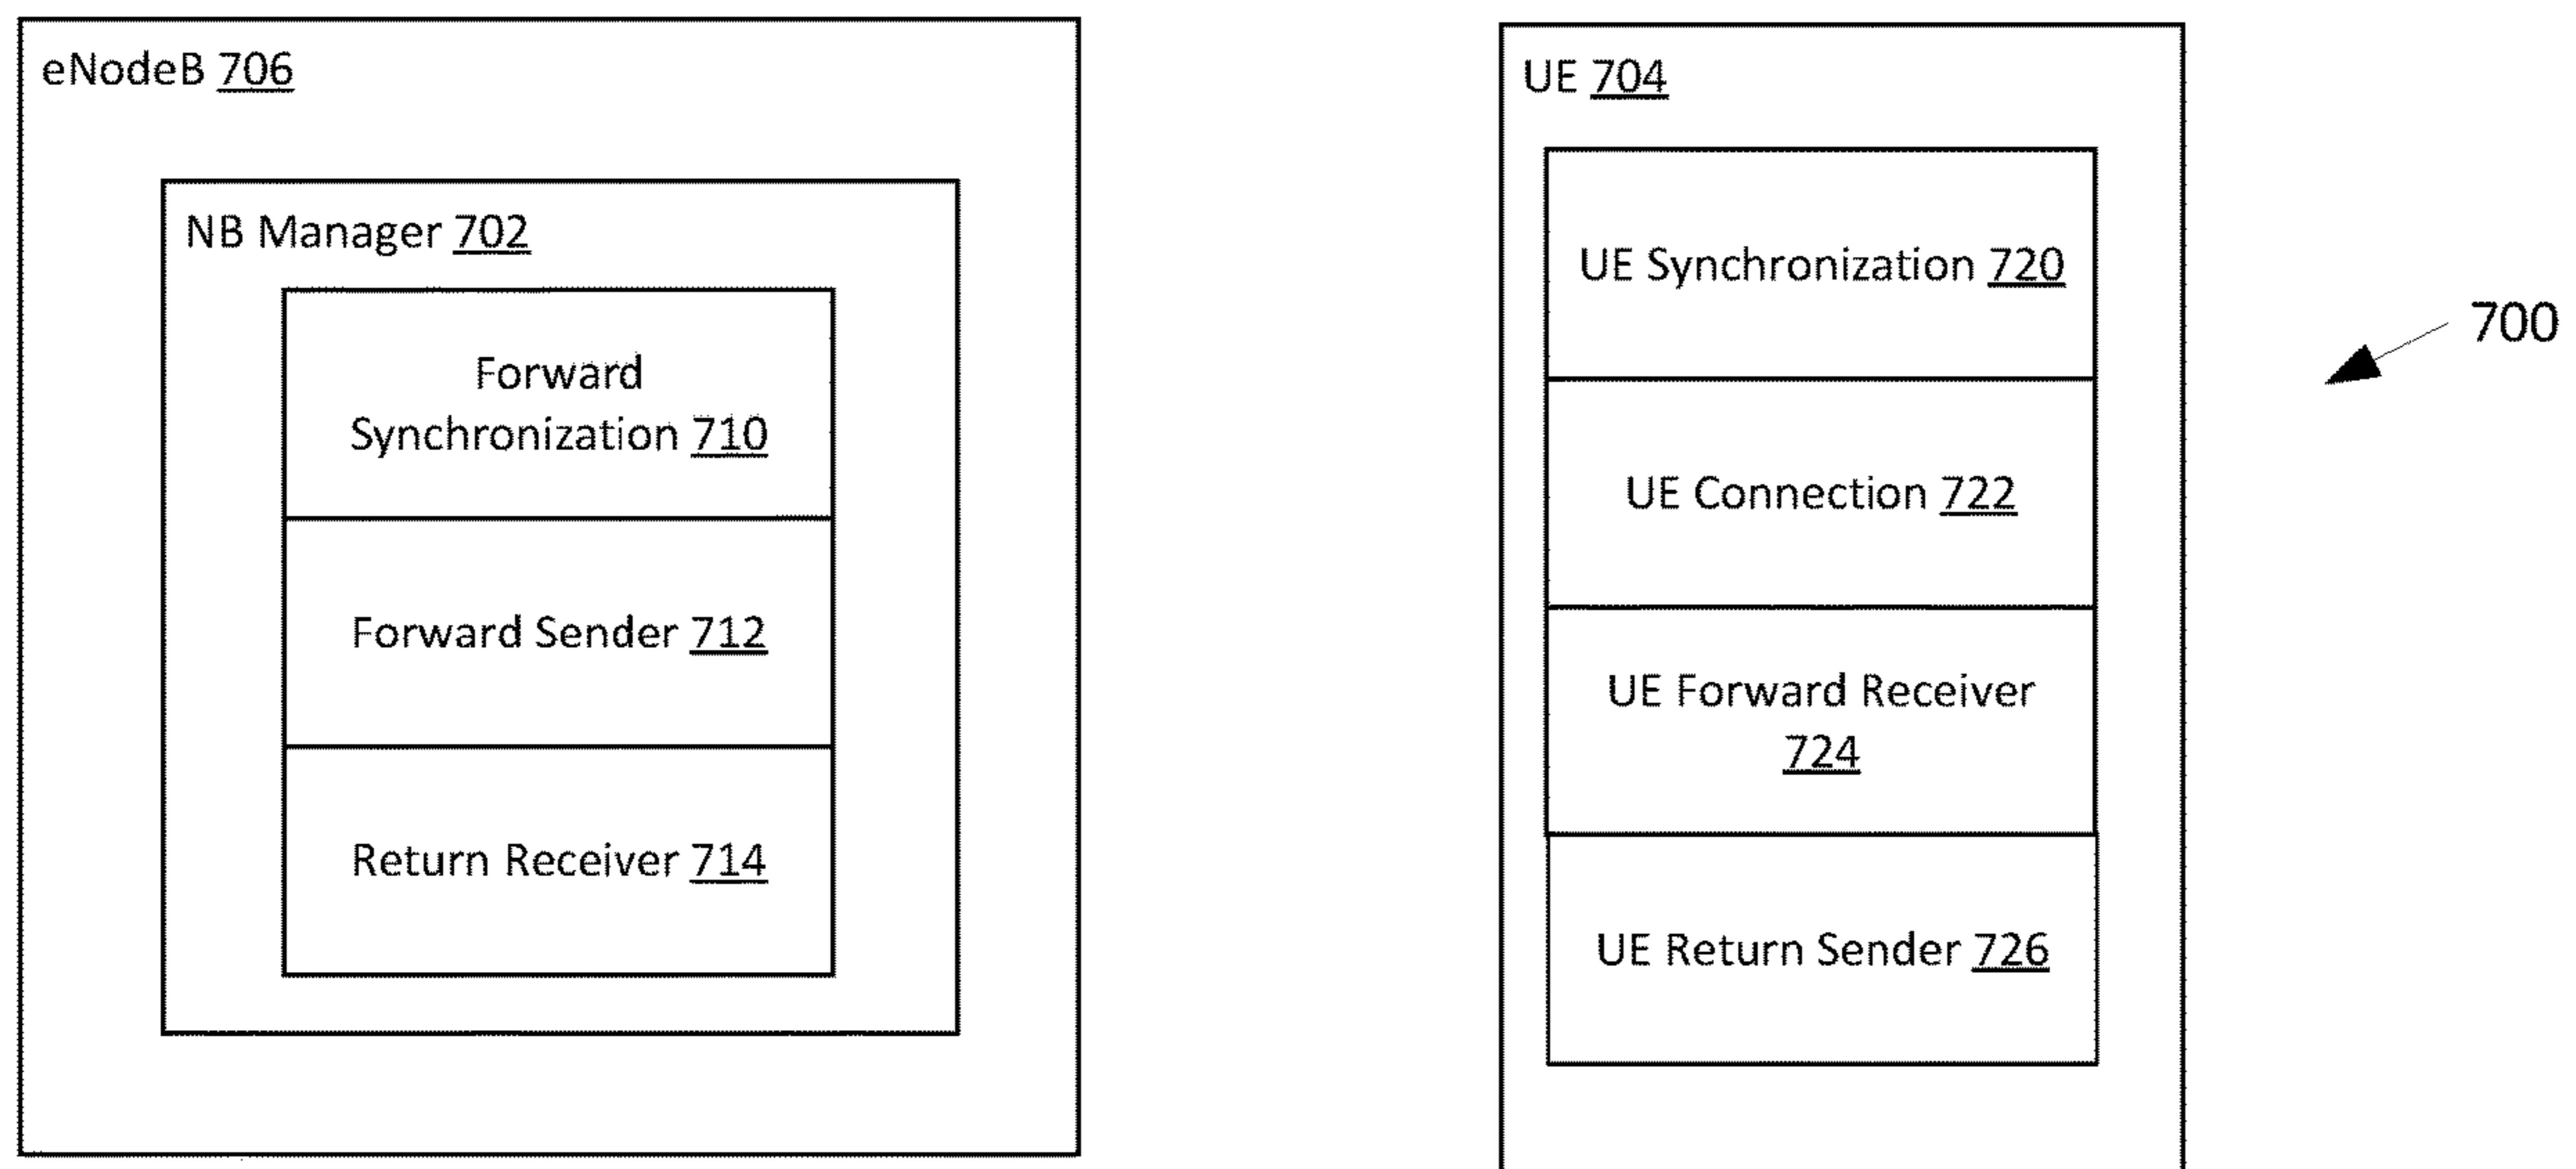 eNodeB 706
NB Manager 702
Forward
Synchronization 710
Forward Sender 712
Return Receiver 714
UE 704
UE Synchronization 720
UE Connection 722
UE Forward Receiver
724
UE Return Sender 726
700